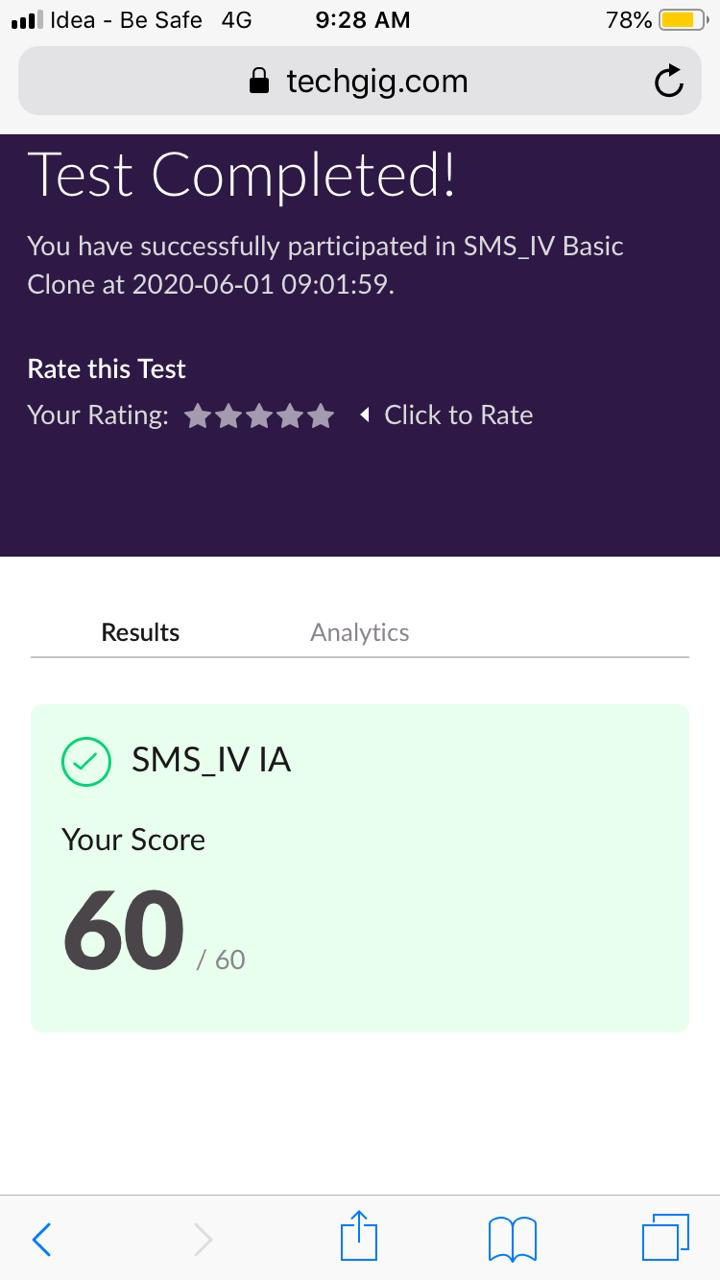 Idea - Be Safe 4G 9:28 AM 78%
techgig.com
Test Completed!
You have successfully participated in SMS_IV Basic
Clone at 2020-06-01 09:01:59.
Rate this Test
Your Rating: Click to Rate
Results Analytics
SMS_IV IA
Your Score
60 / 60